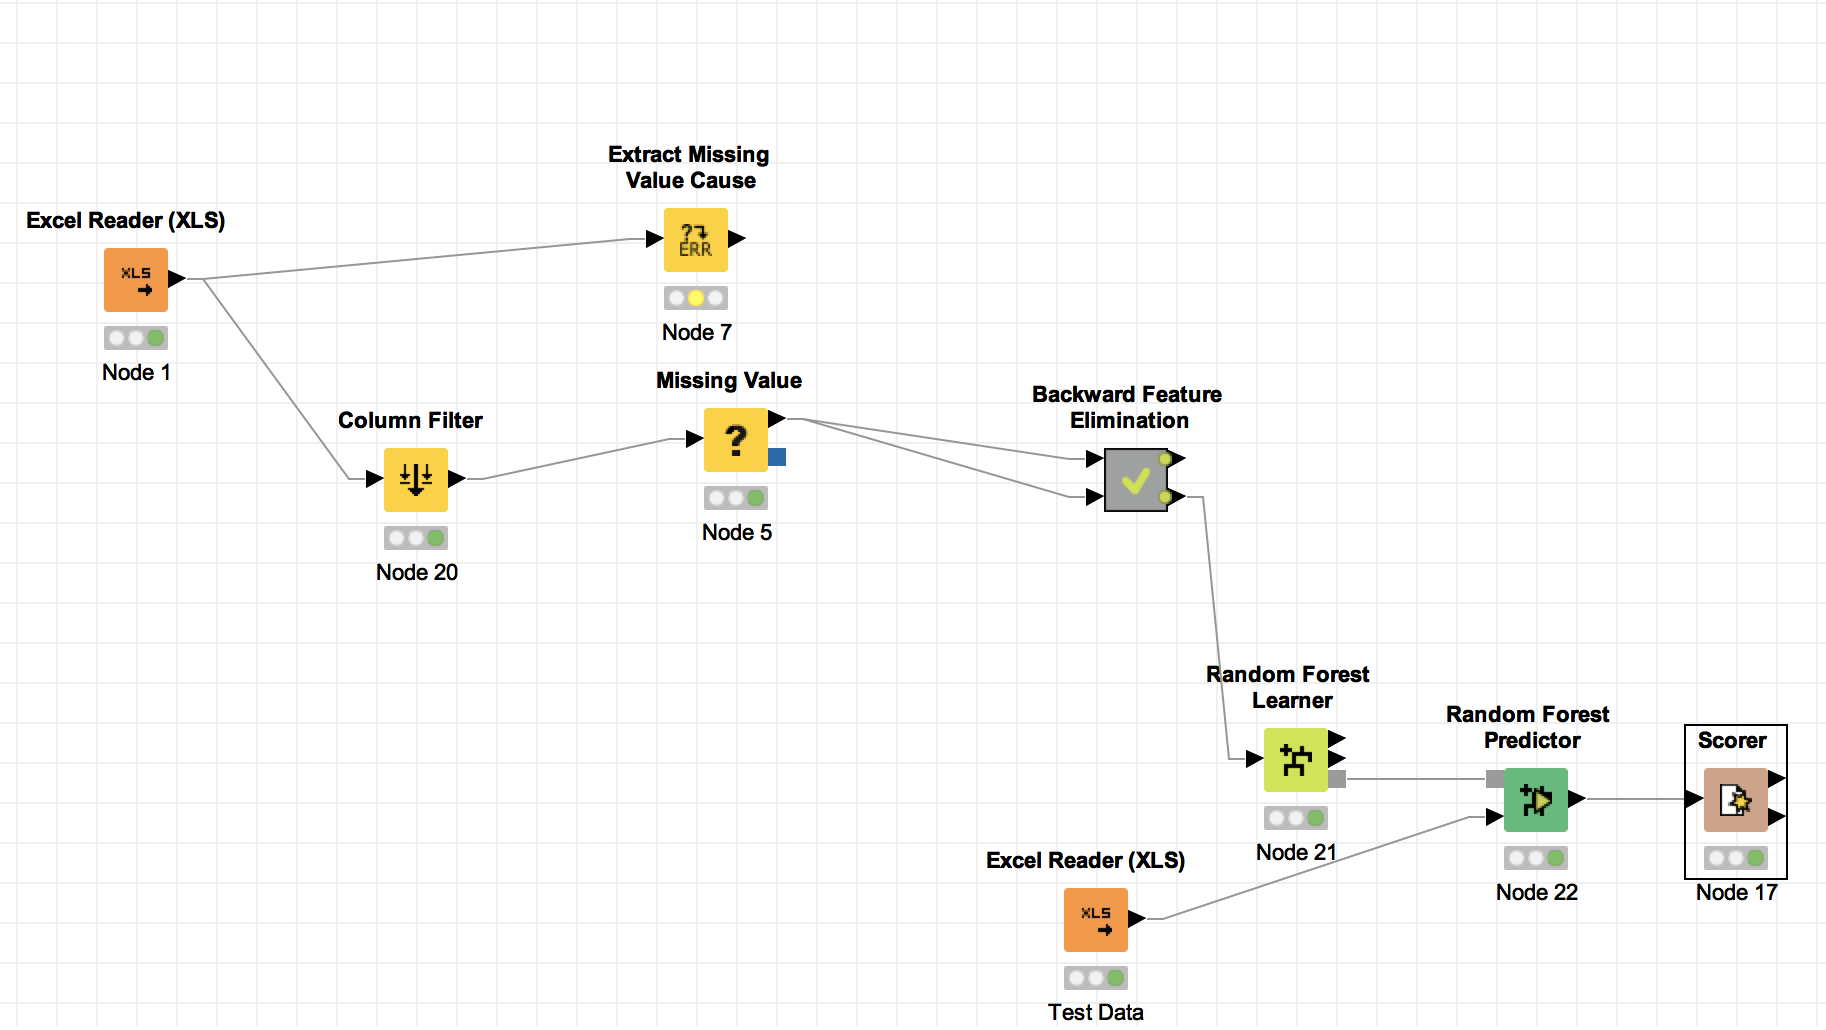 Extract Missing
Value Cause
?
ERR
Node 7
Excel Reader (XLS)
XLS
Node 1
Column Filter
Node 20
Missing Value
?
Node 5
Backward Feature
Elimination
Random Forest
Learner
Node 21
Random Forest
Predictor
Node 22
Scorer
Node 17
Excel Reader (XLS)
XLS
Test Data